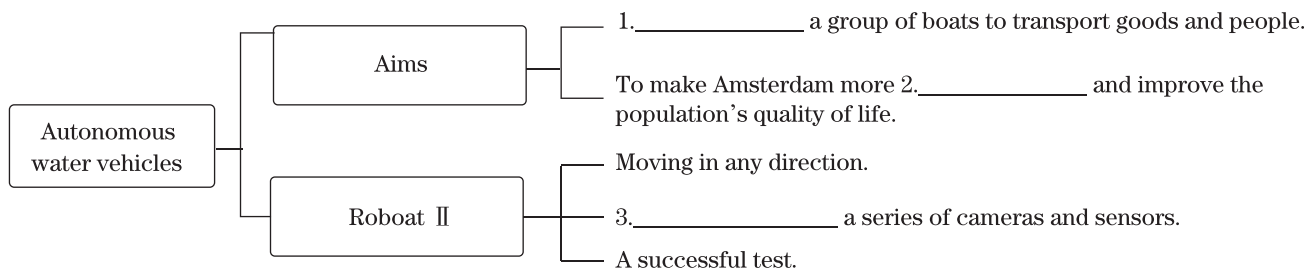 Autonomous
water vehicles
Aims
1.______________ a group of boats to transport goods and people.
To make Amsterdam more 2.______________ and improve the
population’s quality of life.
Roboat Ⅱ
Moving in any direction.
3.________________ a series of cameras and sensors.
A successful test.